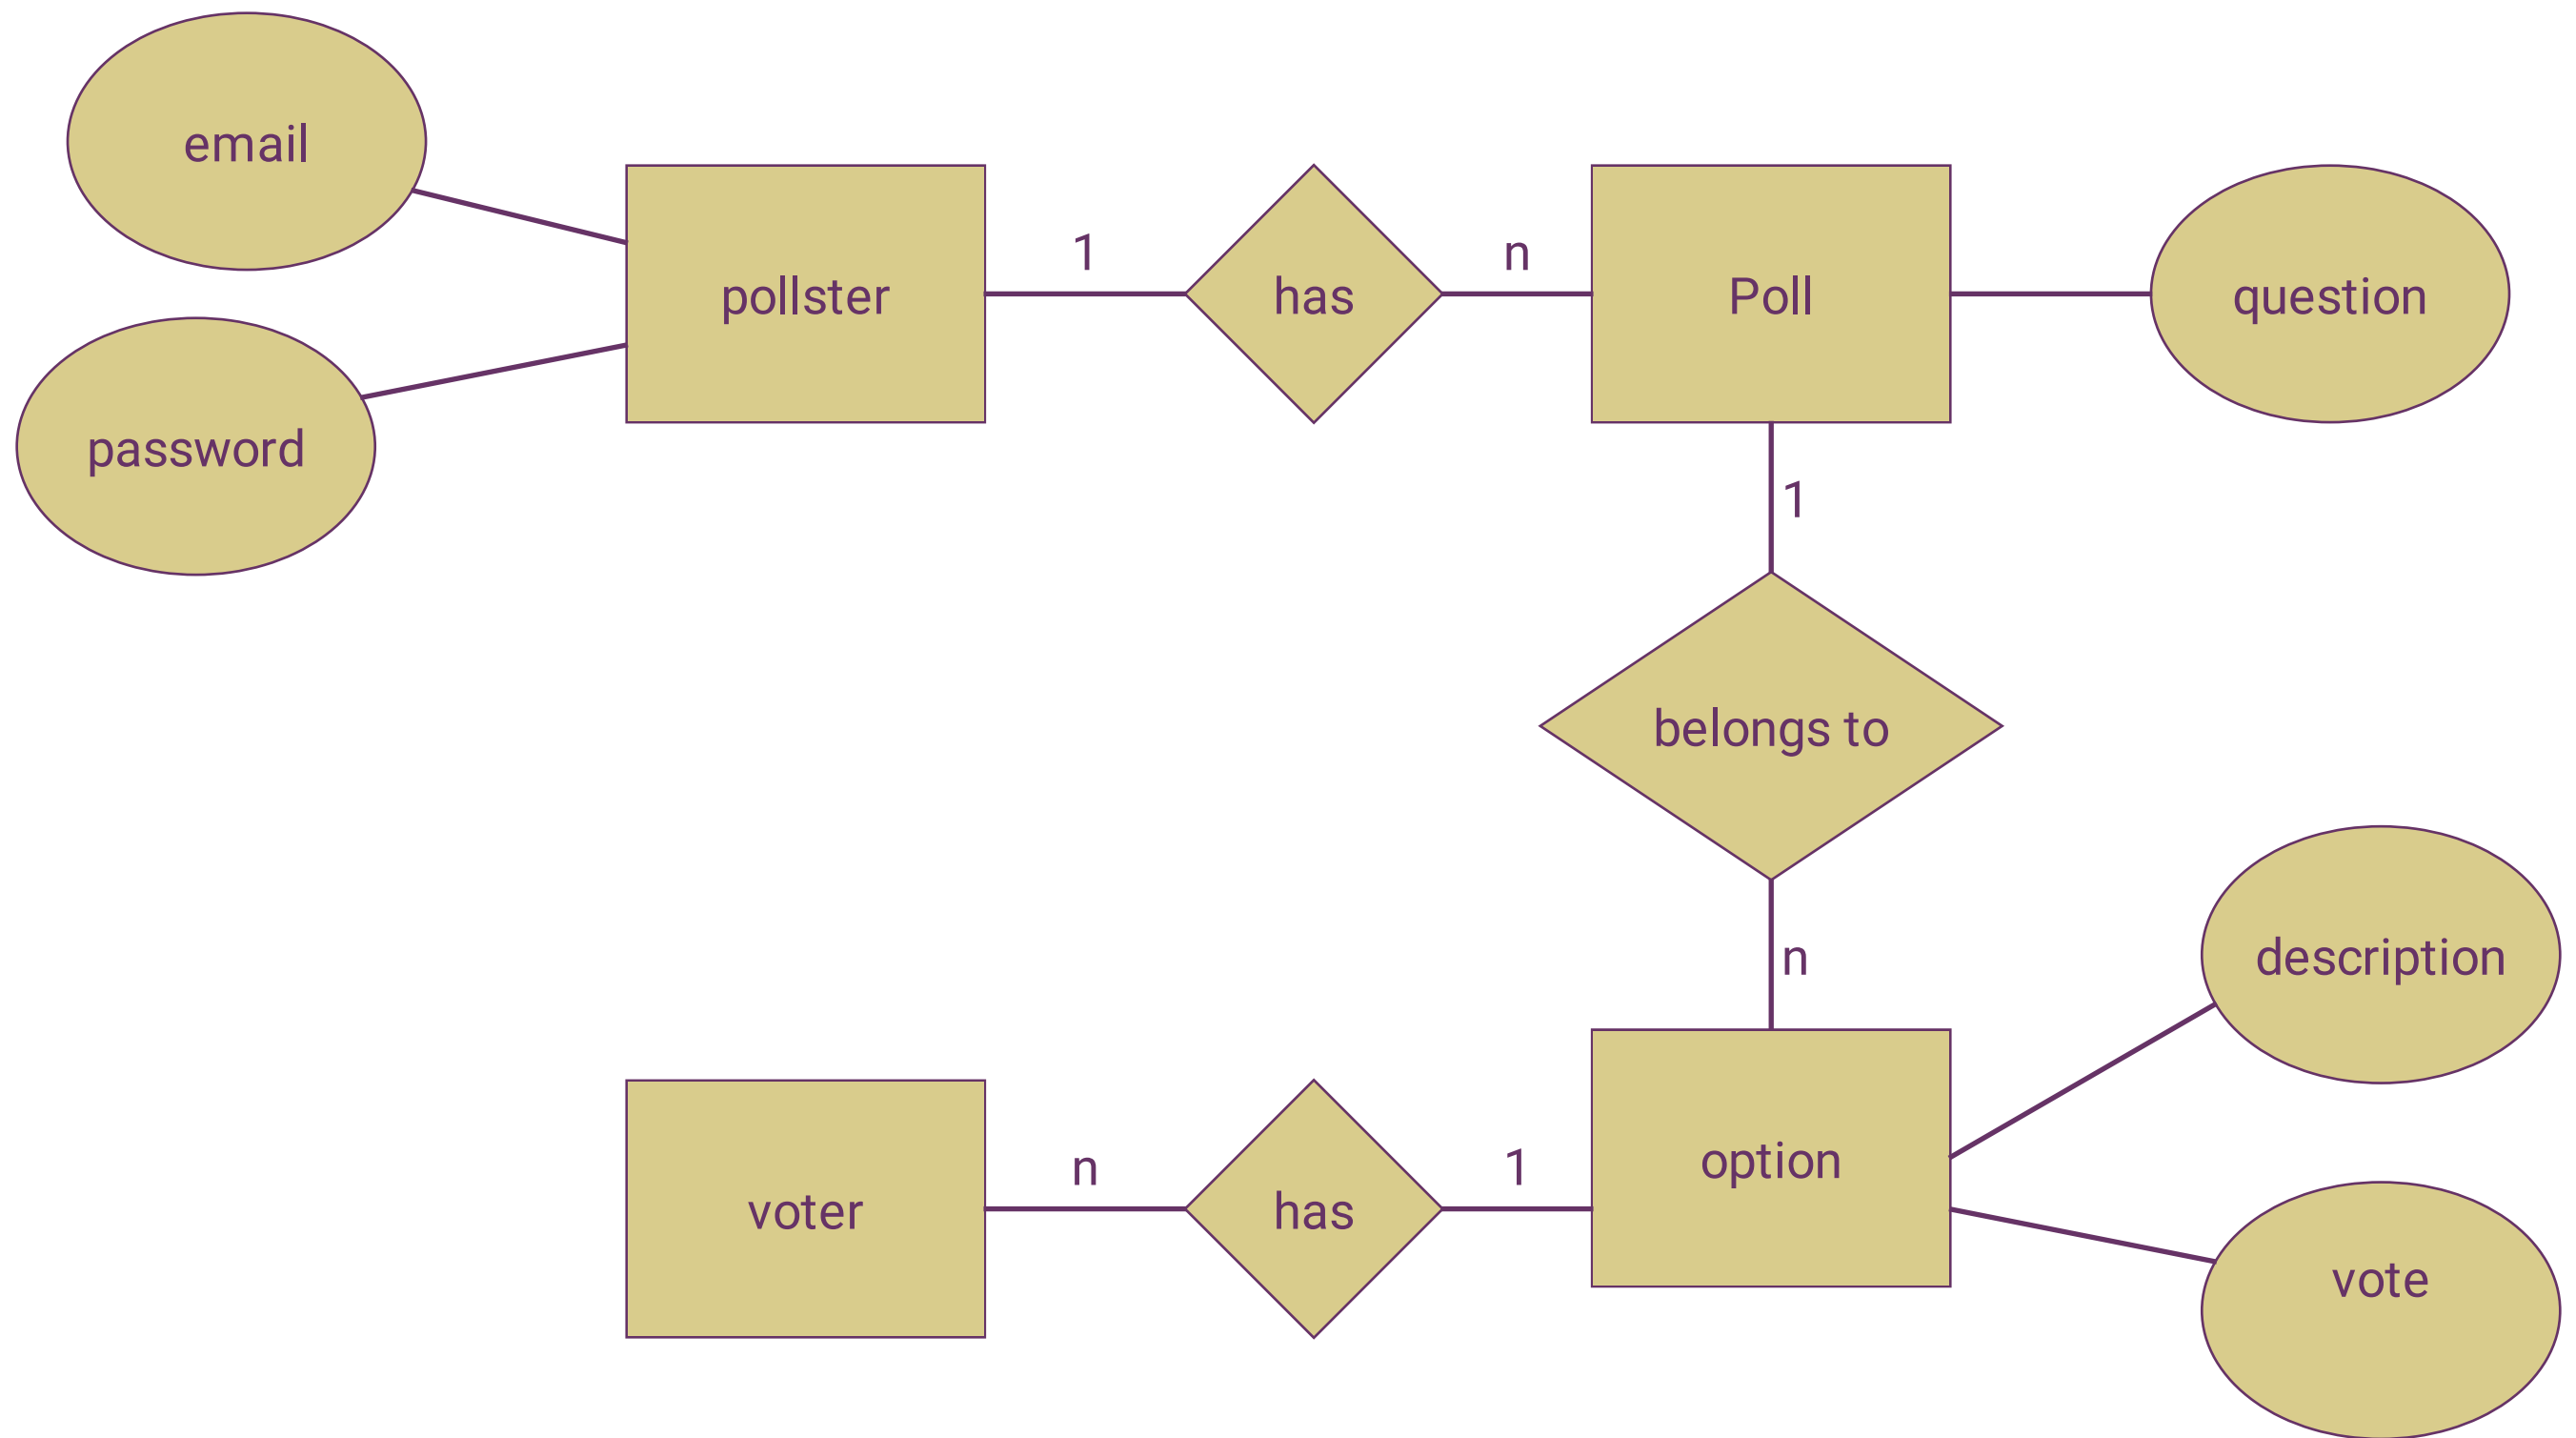 email
pollster
1
has
n
Poll
question
password
1
belongs to
n
description
voter
n
has
1
option
vote